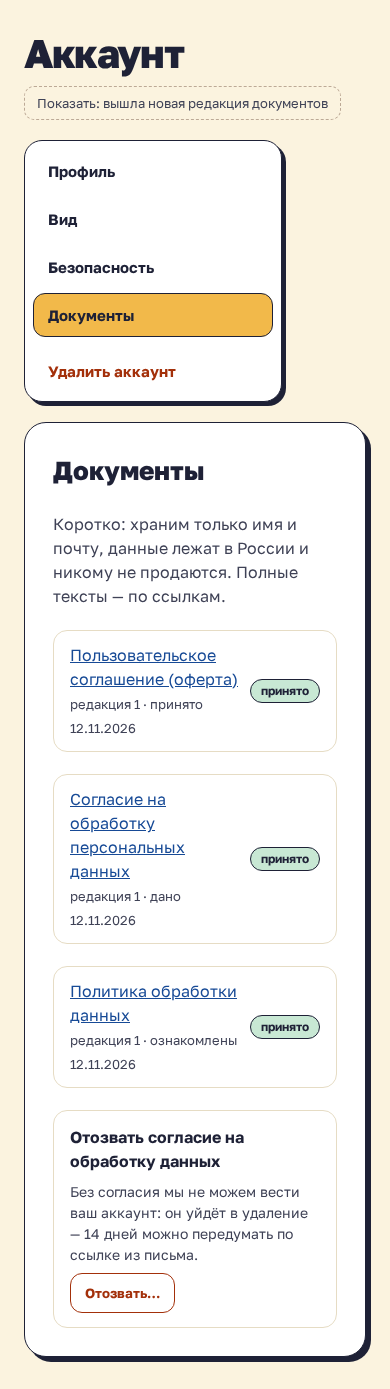 Аккаунт
Показать: вышла новая редакция документов
Профиль
Вид
Безопасность
Документы
Удалить аккаунт
Документы
Коротко: храним только имя и
почту, данные лежат в России и
никому не продаются. Полные
тексты — по ссылкам.
Пользовательское
соглашение (оферта)
редакция 1 · принято
12.11.2026
принято
Согласие на
обработку
персональных
данных
редакция 1 · дано
12.11.2026
принято
Политика обработки
данных
редакция 1 · ознакомлены
12.11.2026
принято
Отозвать согласие на
обработку данных
Без согласия мы не можем вести
ваш аккаунт: он уйдёт в удаление
— 14 дней можно передумать по
ссылке из письма.
Отозвать...